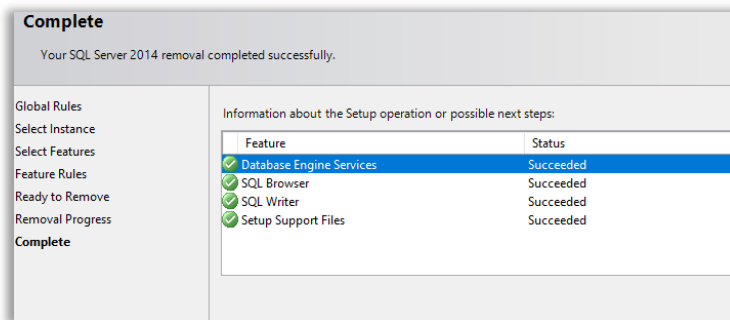 Complete
Your SQL Server 2014 removal completed successfully.
Global Rules
Select Instance
Select Features
Feature Rules
Ready to Remove
Removal Progress
Complete
Information about the Setup operation or possible next steps:
Feature Status
Database Engine Services Succeeded
SQL Browser Succeeded
SQL Writer Succeeded
Setup Support Files Succeeded